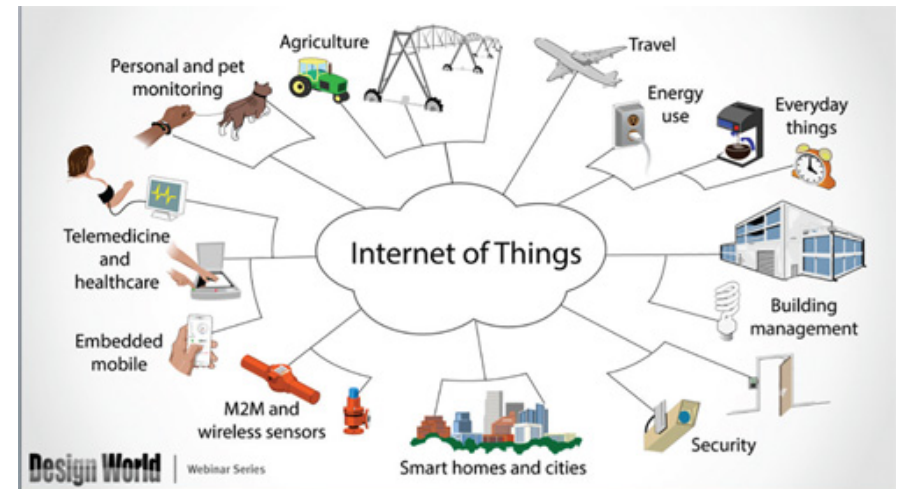 Agriculture
Travel
Personal and pet
monitoring
Energy
use
Everyday
things
Internet of Things
Telemedicine
and
healthcare
Building
management
Embedded
mobile
M2M and
wireless sensors
Security
Smart homes and cities
Design World
Webinar Series